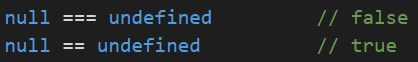 null === undefined // false
null == undefined // true